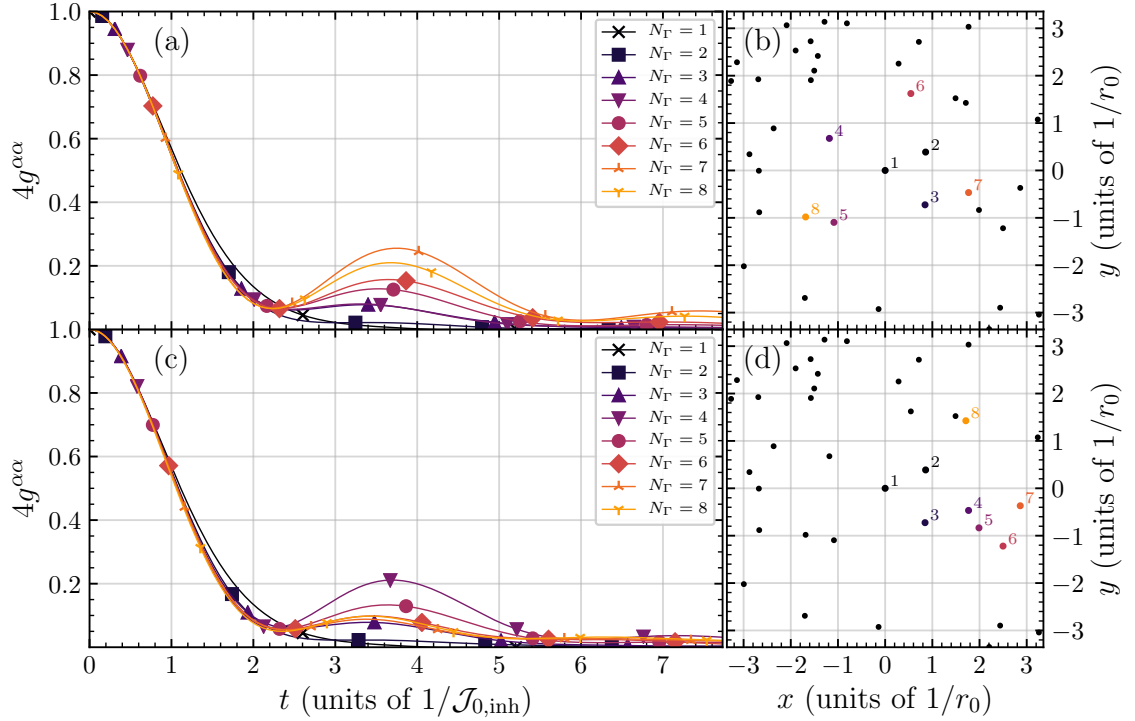 (a)
4g^{αα}
1.0
0.8
0.6
0.4
0.2
1.0
N_Γ = 1
N_Γ = 2
N_Γ = 3
N_Γ = 4
N_Γ = 5
N_Γ = 6
N_Γ = 7
N_Γ = 8
(b)
1
2
3
4
5
6
7
8
3
2
1
0
−1
−2
−3
y (units of 1/r_0)
(c)
4g^{αα}
0.8
0.6
0.4
0.2
N_Γ = 1
N_Γ = 2
N_Γ = 3
N_Γ = 4
N_Γ = 5
N_Γ = 6
N_Γ = 7
N_Γ = 8
0 1 2 3 4 5 6 7
t (units of 1/𝒥_{0,inh})
(d)
1
2
3
4
5
6
7
8
3
2
1
0
−1
−2
−3
y (units of 1/r_0)
−3 −2 −1 0 1 2 3
x (units of 1/r_0)